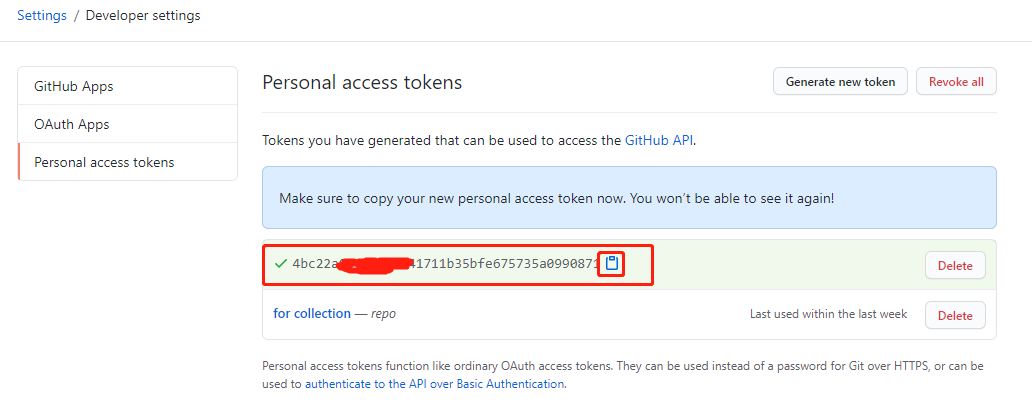 Settings / Developer settings
GitHub Apps
OAuth Apps
Personal access tokens
Personal access tokens
Generate new token
Revoke all
Tokens you have generated that can be used to access the GitHub API.
Make sure to copy your new personal access token now. You won’t be able to see it again!
Delete
for collection — repo
Last used within the last week
Delete
Personal access tokens function like ordinary OAuth access tokens. They can be used instead of a password for Git over HTTPS, or can be
used to authenticate to the API over Basic Authentication.